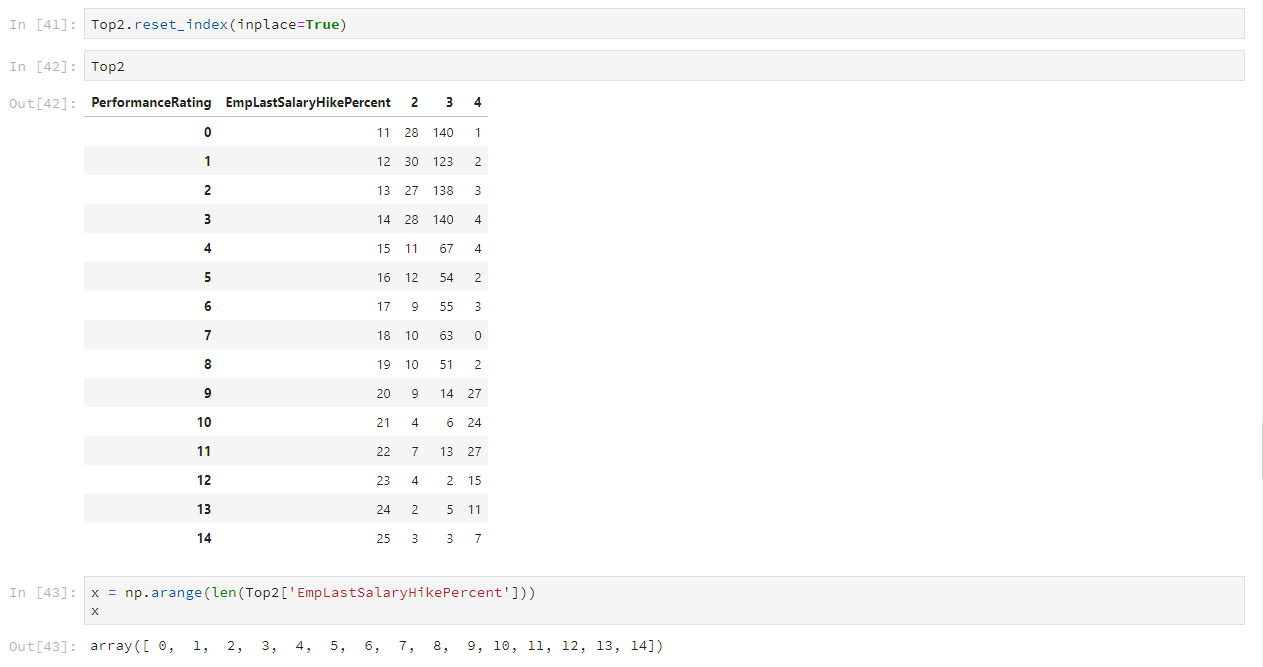 In [41]: Top2.reset_index(inplace=True)
In [42]: Top2
Out[42]: PerformanceRating EmpLastSalaryHikePercent 2 3 4
0 11 28 140 1
1 12 30 123 2
2 13 27 138 3
3 14 28 140 4
4 15 11 67 4
5 16 12 54 2
6 17 9 55 3
7 18 10 63 0
8 19 10 51 2
9 20 9 14 27
10 21 4 6 24
11 22 7 13 27
12 23 4 2 15
13 24 2 5 11
14 25 3 3 7
In [43]: x = np.arange(len(Top2['EmpLastSalaryHikePercent']))
x
Out[43]: array([ 0,  1,  2,  3,  4,  5,  6,  7,  8,  9, 10, 11, 12, 13, 14])